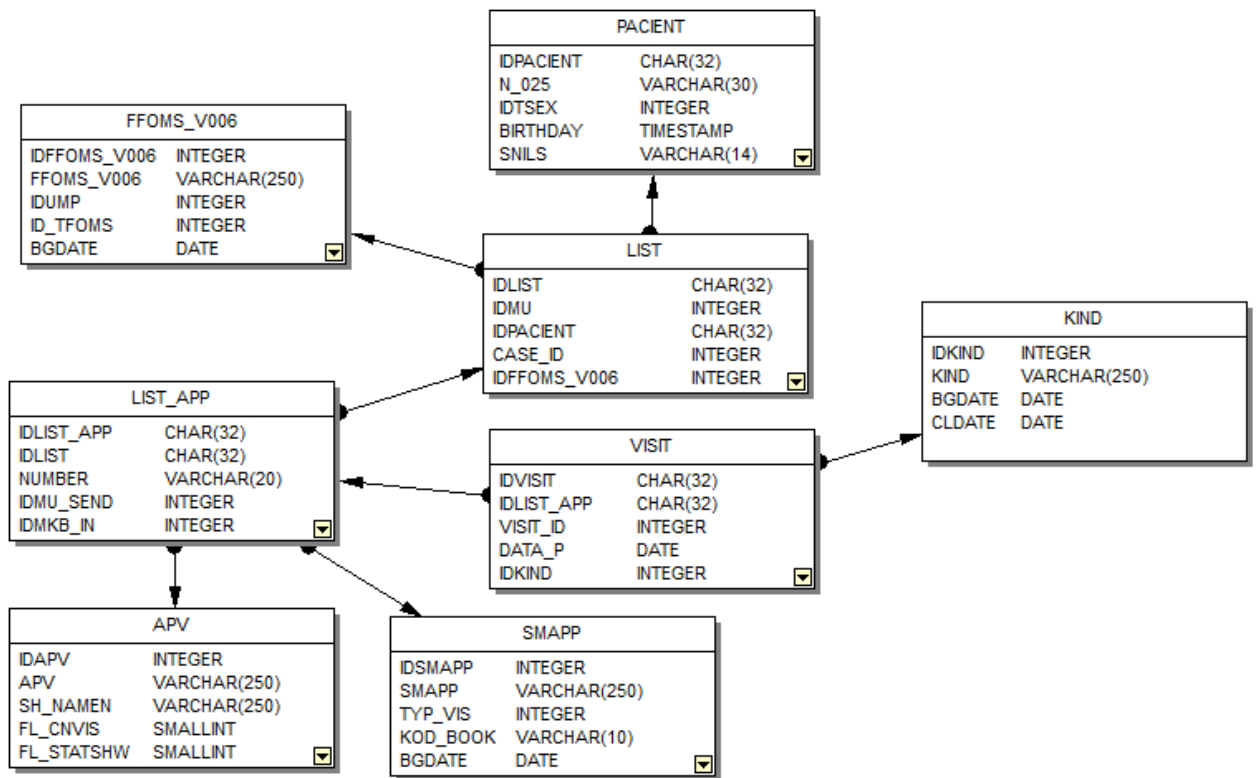 PACIENT
IDPACIENT CHAR(32)
N_025 VARCHAR(30)
IDTSEX INTEGER
BIRTHDAY TIMESTAMP
SNILS VARCHAR(14)
FFOMS_V006
IDFFOMS_V006 INTEGER
FFOMS_V006 VARCHAR(250)
IDUMP INTEGER
ID_TFOMS INTEGER
BGDATE DATE
LIST
IDLIST CHAR(32)
IDMU INTEGER
IDPACIENT CHAR(32)
CASE_ID INTEGER
IDFFOMS_V006 INTEGER
KIND
IDKIND INTEGER
KIND VARCHAR(250)
BGDATE DATE
CLDATE DATE
LIST_APP
IDLIST_APP CHAR(32)
IDLIST CHAR(32)
NUMBER VARCHAR(20)
IDMU_SEND INTEGER
IDMKB_IN INTEGER
VISIT
IDVISIT CHAR(32)
IDLIST_APP CHAR(32)
VISIT_ID INTEGER
DATA_P DATE
IDKIND INTEGER
APV
IDAPV INTEGER
APV VARCHAR(250)
SH_NAMEN VARCHAR(250)
FL_CNVIS SMALLINT
FL_STATSHW SMALLINT
SMAPP
IDSMAPP INTEGER
SMAPP VARCHAR(250)
TYP_VIS INTEGER
KOD_BOOK VARCHAR(10)
BGDATE DATE